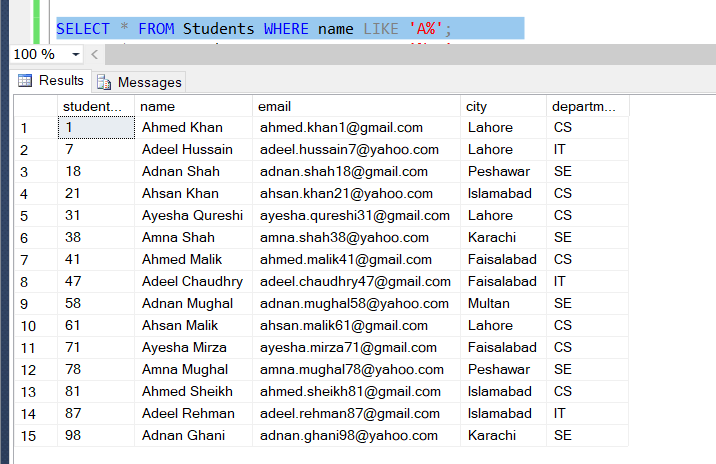 SELECT * FROM Students WHERE name LIKE 'A%';
100 %
Results Messages
student... name email city departm...
1 1 Ahmed Khan ahmed.khan1@gmail.com Lahore CS
2 7 Adeel Hussain adeel.hussain7@yahoo.com Lahore IT
3 18 Adnan Shah adnan.shah18@gmail.com Peshawar SE
4 21 Ahsan Khan ahsan.khan21@yahoo.com Islamabad CS
5 31 Ayesha Qureshi ayesha.qureshi31@gmail.com Lahore CS
6 38 Amna Shah amna.shah38@yahoo.com Karachi SE
7 41 Ahmed Malik ahmed.malik41@gmail.com Faisalabad CS
8 47 Adeel Chaudhry adeel.chaudhry47@gmail.com Faisalabad IT
9 58 Adnan Mughal adnan.mughal58@yahoo.com Multan SE
10 61 Ahsan Malik ahsan.malik61@gmail.com Lahore CS
11 71 Ayesha Mirza ayesha.mirza71@gmail.com Faisalabad CS
12 78 Amna Mughal amna.mughal78@yahoo.com Peshawar SE
13 81 Ahmed Sheikh ahmed.sheikh81@gmail.com Islamabad CS
14 87 Adeel Rehman adeel.rehman87@gmail.com Islamabad IT
15 98 Adnan Ghani adnan.ghani98@yahoo.com Karachi SE